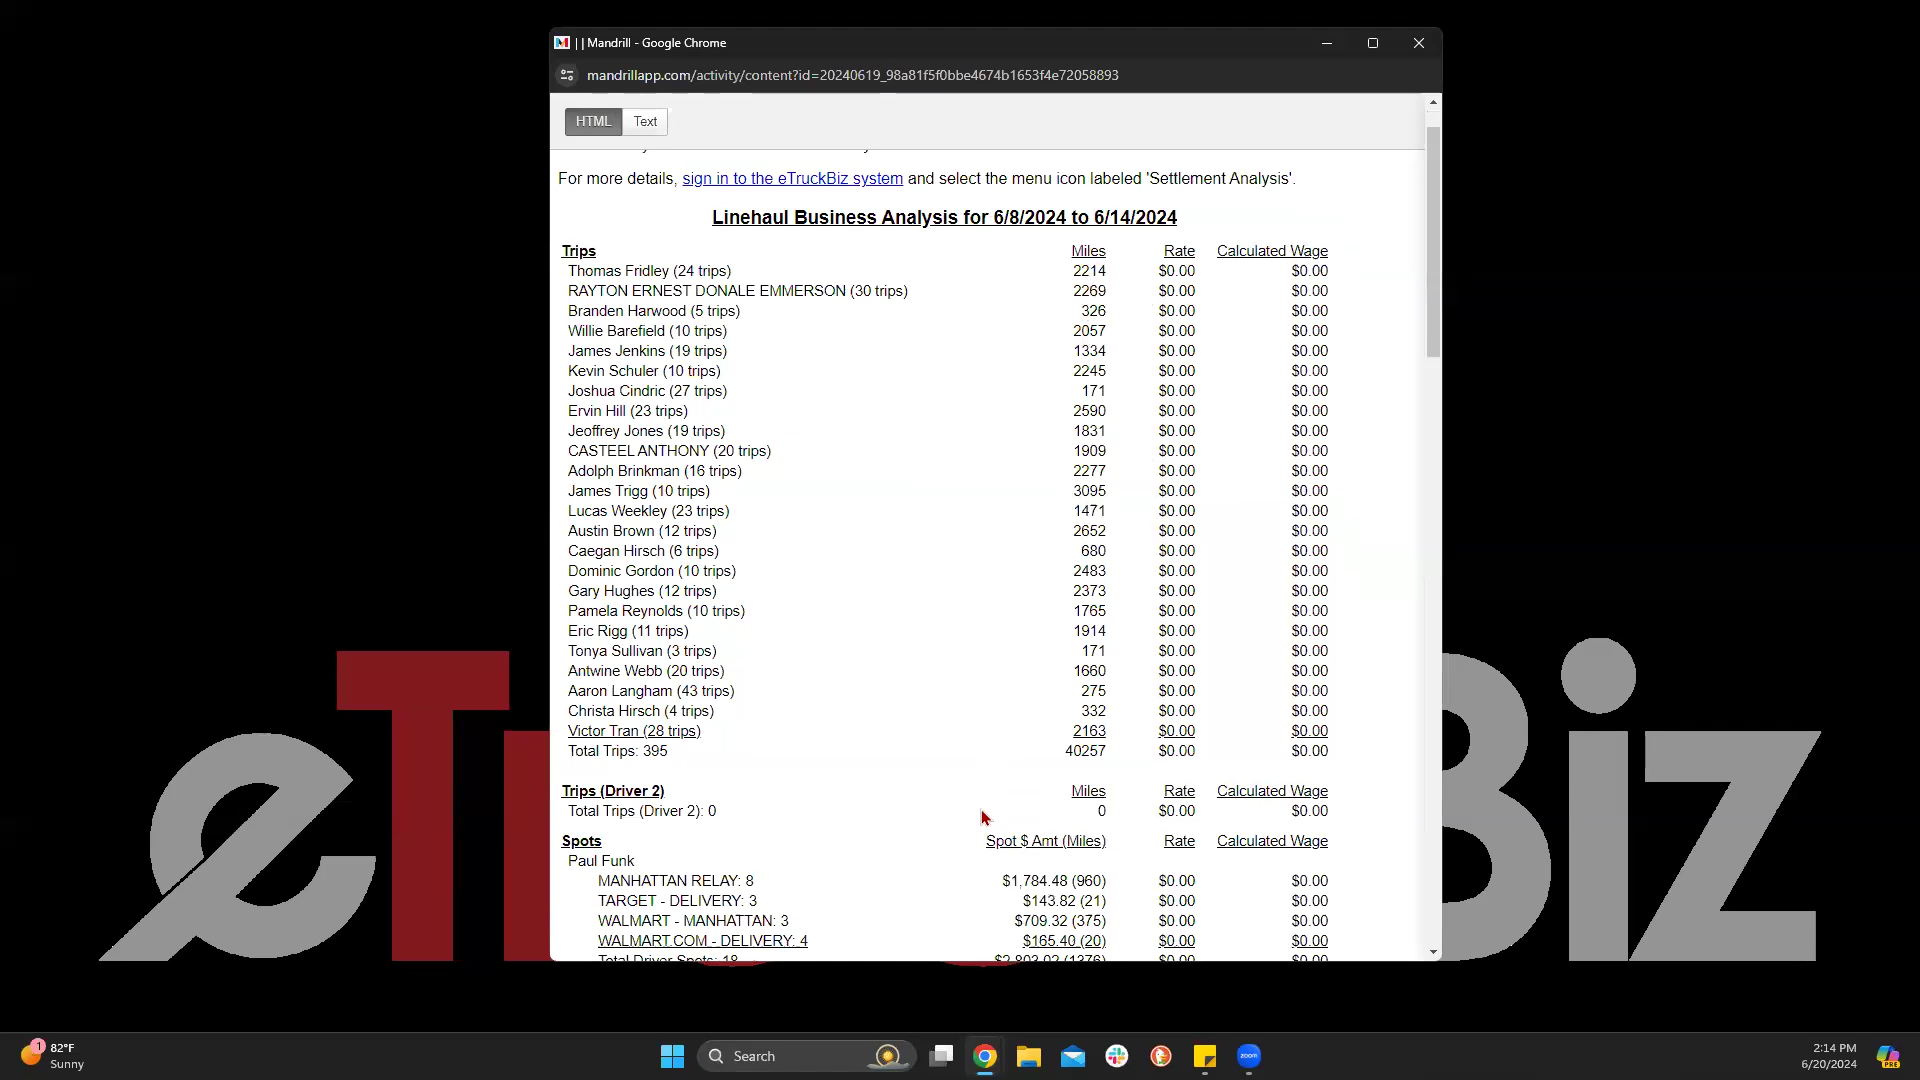 | | Mandrill - Google Chrome
mandrillapp.com/activity/content?id=20240619_98a81f5f0bbe4674b1653f4e72058893
HTML Text
For more details, sign in to the eTruckBiz system and select the menu icon labeled 'Settlement Analysis'.
Linehaul Business Analysis for 6/8/2024 to 6/14/2024
Trips Miles Rate Calculated Wage
Thomas Fridley (24 trips) 2214 $0.00 $0.00
RAYTON ERNEST DONALE EMMERSON (30 trips) 2269 $0.00 $0.00
Branden Harwood (5 trips) 326 $0.00 $0.00
Willie Barefield (10 trips) 2057 $0.00 $0.00
James Jenkins (19 trips) 1334 $0.00 $0.00
Kevin Schuler (10 trips) 2245 $0.00 $0.00
Joshua Cindric (27 trips) 171 $0.00 $0.00
Ervin Hill (23 trips) 2590 $0.00 $0.00
Jeoffrey Jones (19 trips) 1831 $0.00 $0.00
CASTEEL ANTHONY (20 trips) 1909 $0.00 $0.00
Adolph Brinkman (16 trips) 2277 $0.00 $0.00
James Trigg (10 trips) 3095 $0.00 $0.00
Lucas Weekley (23 trips) 1471 $0.00 $0.00
Austin Brown (12 trips) 2652 $0.00 $0.00
Caegan Hirsch (6 trips) 680 $0.00 $0.00
Dominic Gordon (10 trips) 2483 $0.00 $0.00
Gary Hughes (12 trips) 2373 $0.00 $0.00
Pamela Reynolds (10 trips) 1765 $0.00 $0.00
Eric Rigg (11 trips) 1914 $0.00 $0.00
Tonya Sullivan (3 trips) 171 $0.00 $0.00
Antwine Webb (20 trips) 1660 $0.00 $0.00
Aaron Langham (43 trips) 275 $0.00 $0.00
Christa Hirsch (4 trips) 332 $0.00 $0.00
Victor Tran (28 trips) 2163 $0.00 $0.00
Total Trips: 395 40257 $0.00 $0.00
Trips (Driver 2) Miles Rate Calculated Wage
Total Trips (Driver 2): 0 0 $0.00 $0.00
Spots Spot $ Amt (Miles) Rate Calculated Wage
Paul Funk
MANHATTAN RELAY: 8 $1,784.48 (960) $0.00 $0.00
TARGET - DELIVERY: 3 $143.82 (21) $0.00 $0.00
WALMART - MANHATTAN: 3 $709.32 (375) $0.00 $0.00
WALMART.COM - DELIVERY: 4 $165.40 (20) $0.00 $0.00
Total Driver Spots: 18 $2,803.02 (1376) $0.00 $0.00
eT Biz
1 82°F
Sunny
Search
zoom
2:14 PM
6/20/2024
PRE